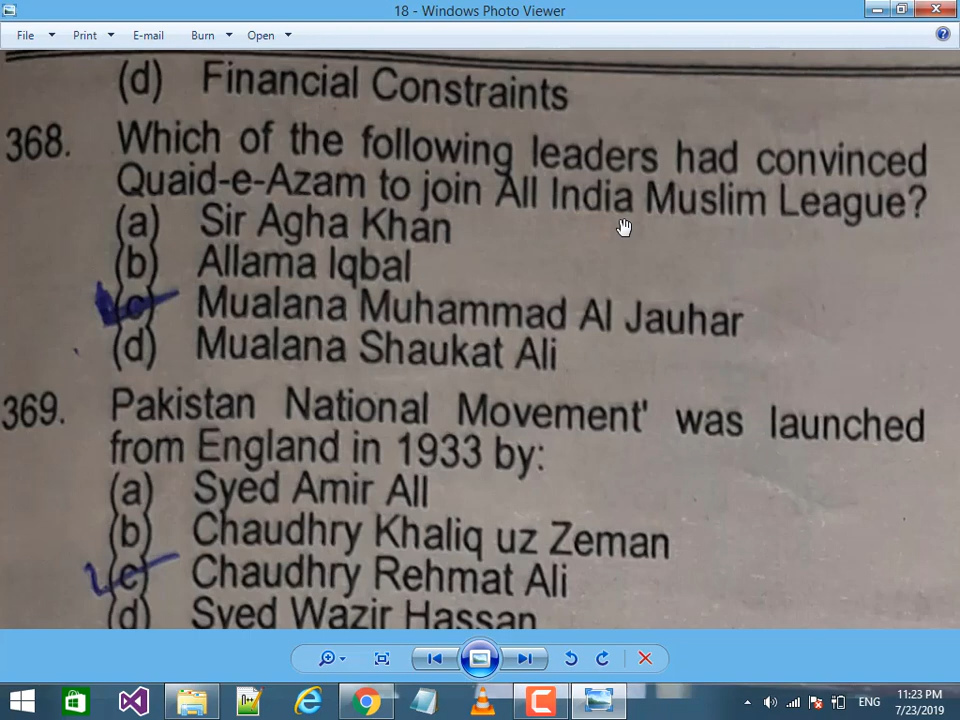 18 - Windows Photo Viewer
File Print E-mail Burn Open
(d) Financial Constraints
368. Which of the following leaders had convinced
Quaid-e-Azam to join All India Muslim League?
(a) Sir Agha Khan
(b) Allama Iqbal
(c) Mualana Muhammad Al Jauhar
(d) Mualana Shaukat Ali
369. Pakistan National Movement' was launched
from England in 1933 by:
(a) Syed Amir All
(b) Chaudhry Khaliq uz Zeman
(c) Chaudhry Rehmat Ali
(d) Syed Wazir Hassan
ENG
11:23 PM
7/23/2019